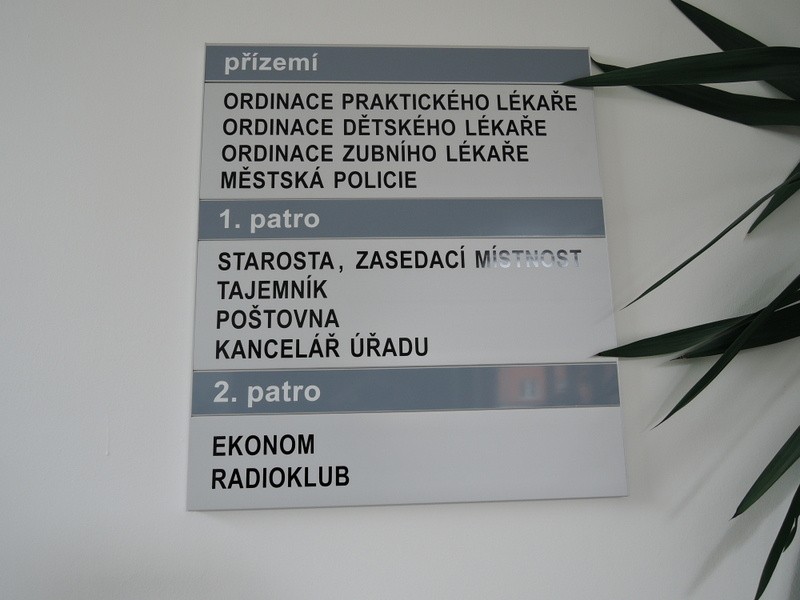 přízemí
ORDINACE PRAKTICKÉHO LÉKAŘE
ORDINACE DĚTSKÉHO LÉKAŘE
ORDINACE ZUBNÍHO LÉKAŘE
MĚSTSKÁ POLICIE
1. patro
STAROSTA, ZASEDACÍ MÍSTNOST
TAJEMNÍK
POŠTOVNA
KANCELÁŘ ÚŘADU
2. patro
EKONOM
RADIOKLUB